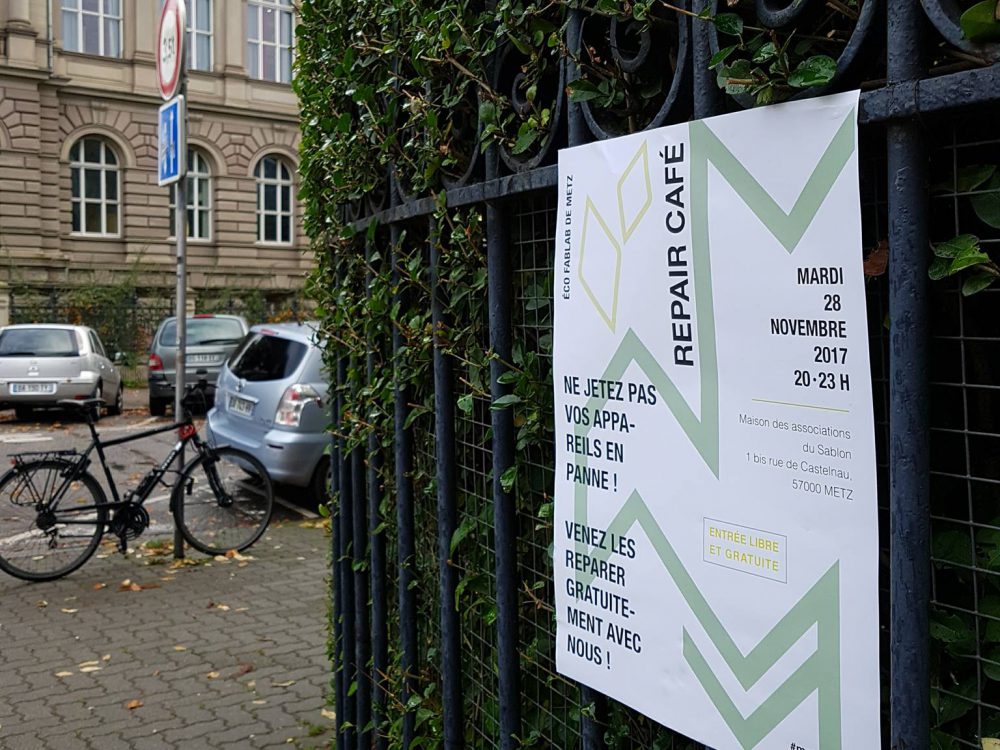 ÉCO FABLAB DE METZ
REPAIR CAFÉ
MARDI
28
NOVEMBRE
2017
20·23 H
Maison des associations
du Sablon
1 bis rue de Castelnau,
57000 METZ
NE JETEZ PAS
VOS APPA-
REILS EN
PANNE !
ENTRÉE LIBRE
ET GRATUITE
VENEZ LES
REPARER
GRATUITE-
MENT AVEC
NOUS !